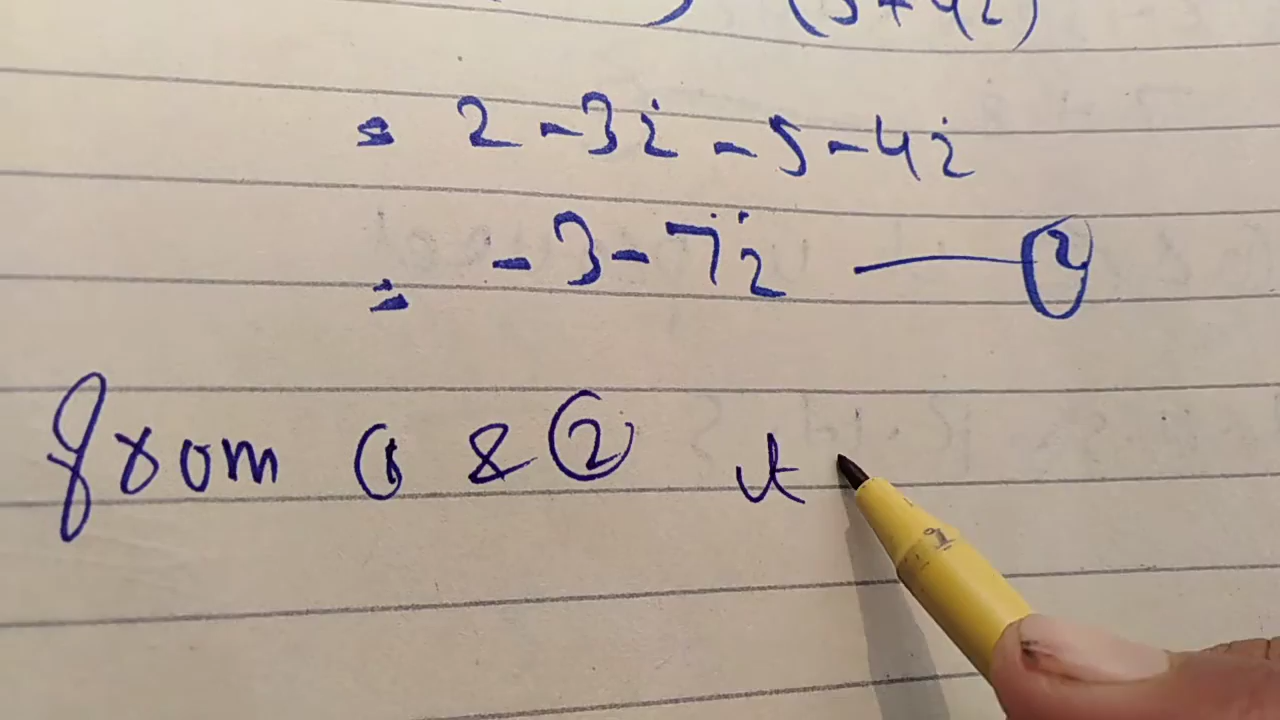 (5+4i)
= 2-3i-5-4i
= -3-7i —— ②
from ① & ② it